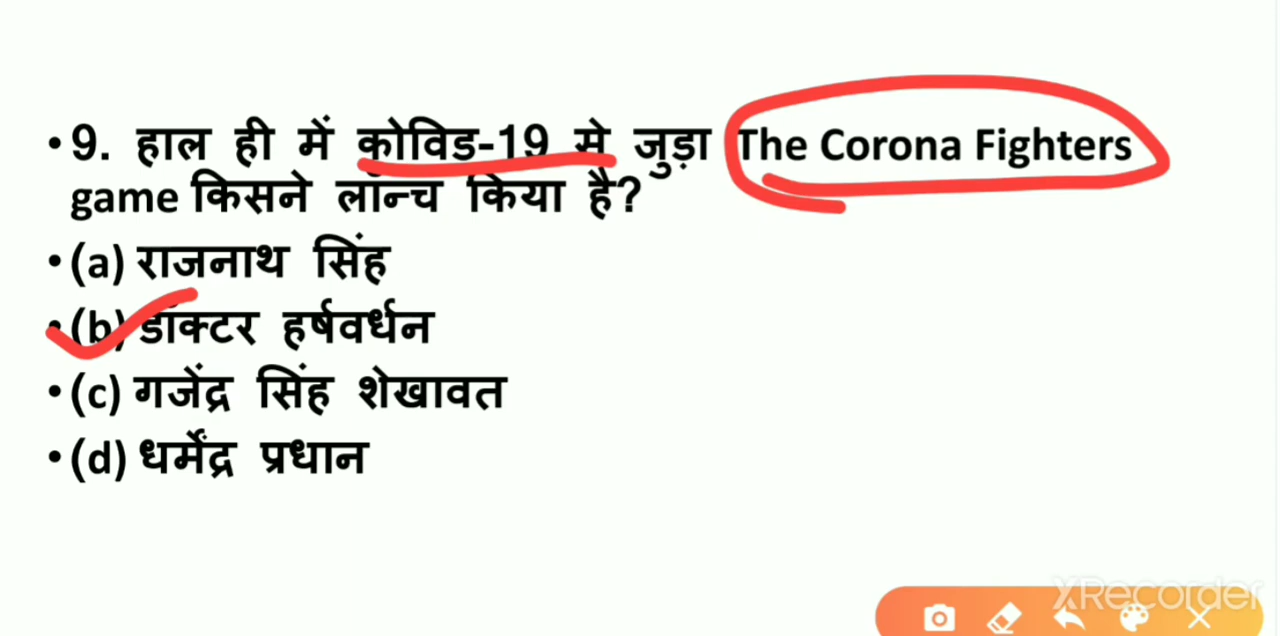 •9. हाल ही में कोविड-19 से जुड़ा The Corona Fighters
game किसने लॉन्च किया है?
•(a) राजनाथ सिंह
•(b) डॉक्टर हर्षवर्धन
•(c) गजेंद्र सिंह शेखावत
•(d) धर्मेंद्र प्रधान
XRecorder